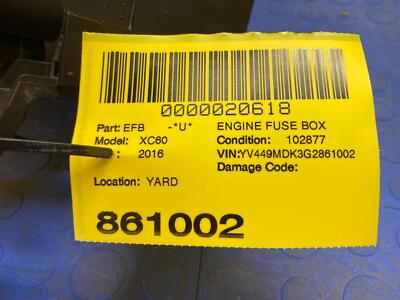 0000020618
Part: EFB -*U* ENGINE FUSE BOX
Model: XC60 Condition: 102877
: 2016 VIN:YV449MDK3G2861002
Damage Code:
Location: YARD
861002